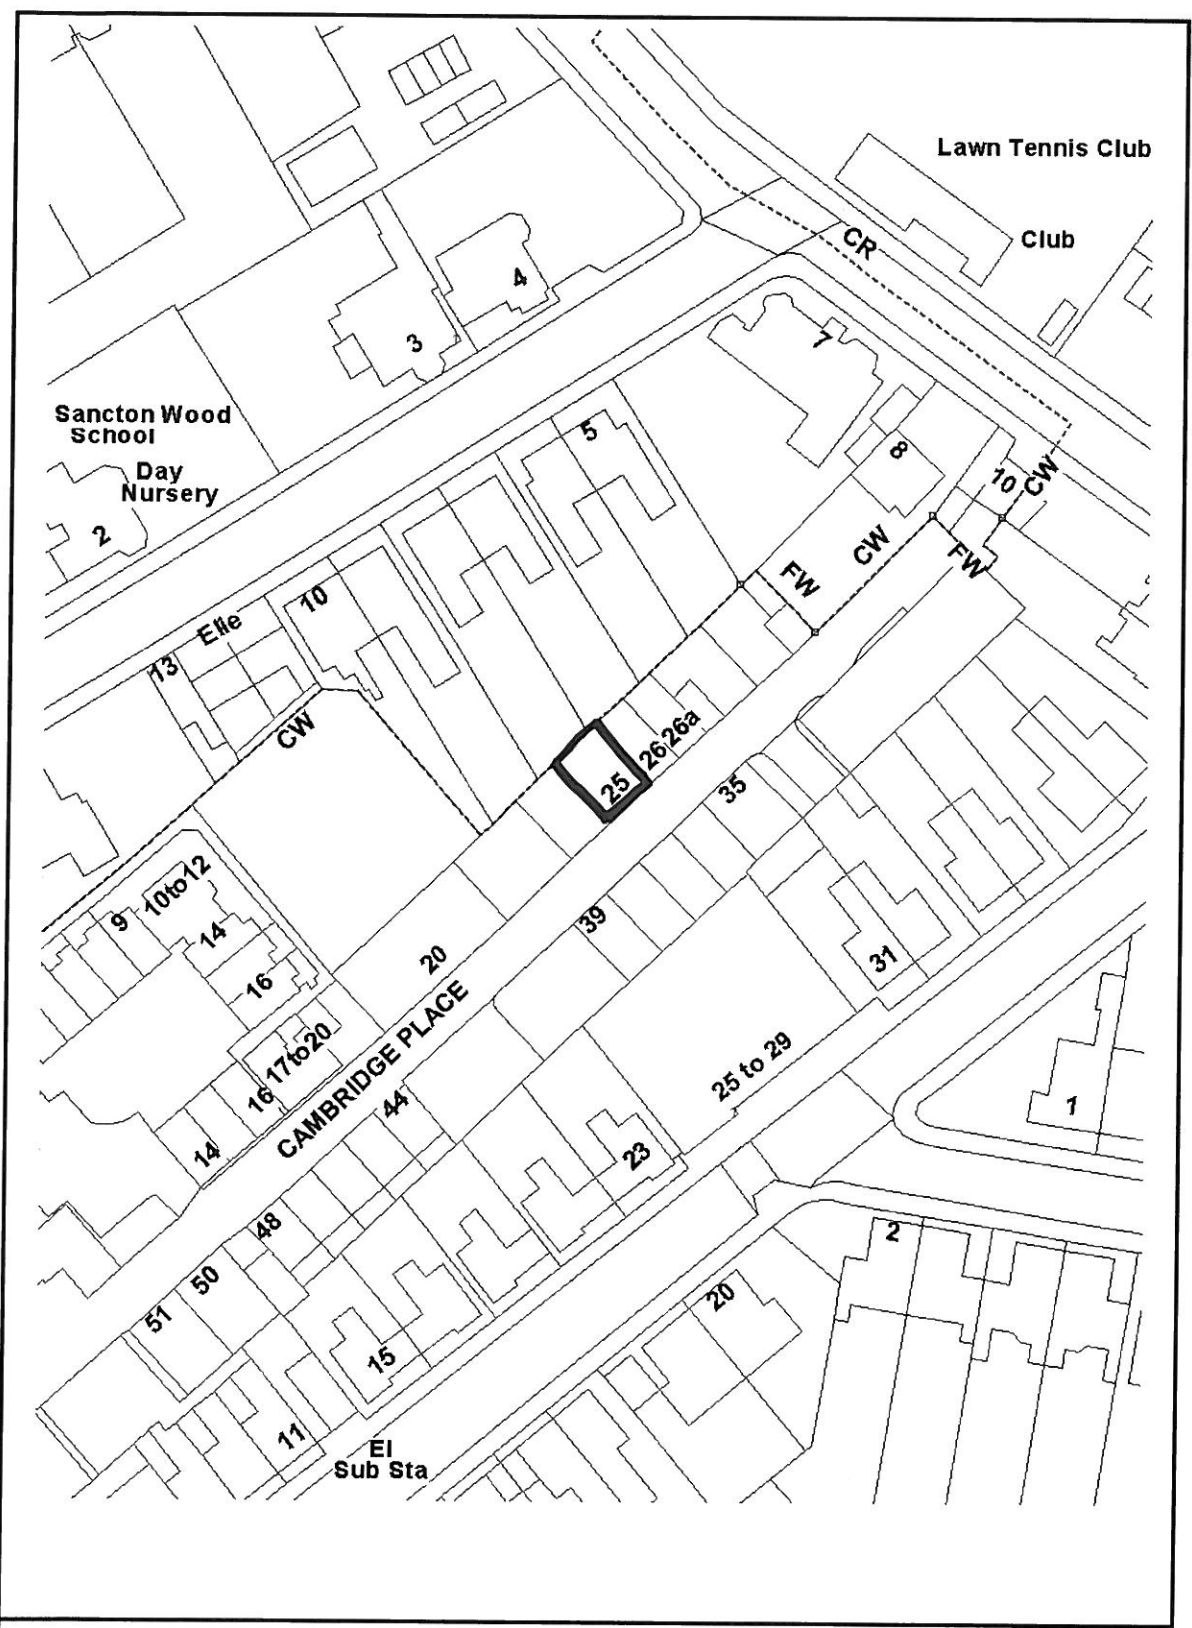 Lawn Tennis Club
CR
Club
4
3
7
Sancton Wood
School
Day
Nursery
2
5
8
10
CW
CW
FW
FW
10
Elle
13
CW
25
26
26a
35
10to12
9
14
16
39
20
31
17to20
16
CAMBRIDGE PLACE
44
25 to 29
1
14
23
48
2
50
51
20
15
11
El
Sub Sta